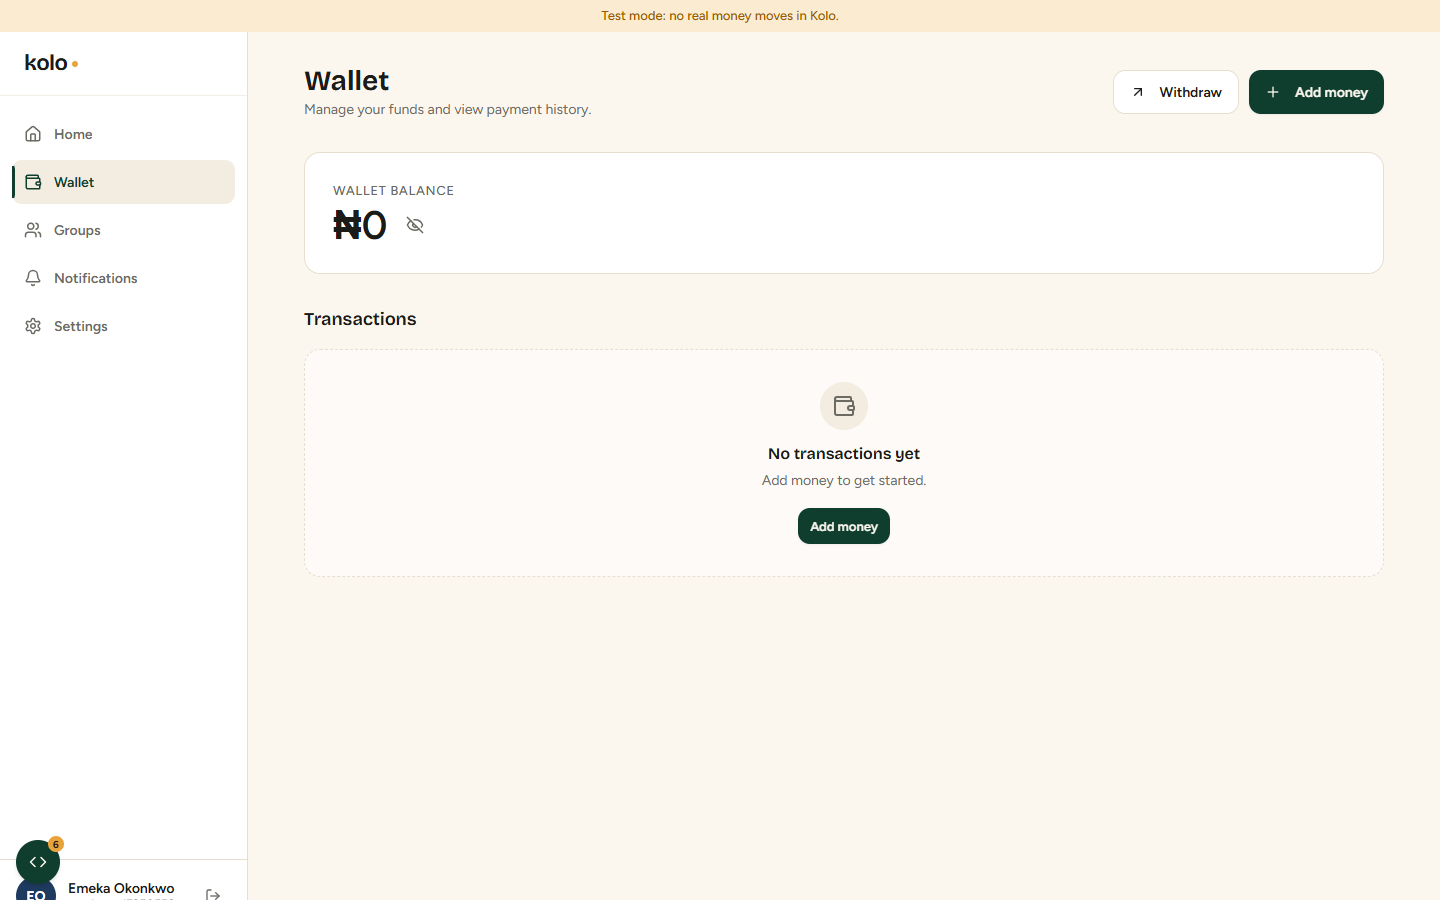 Test mode: no real money moves in Kolo.
kolo
Home
Wallet
Groups
Notifications
Settings
6
EO
Emeka Okonkwo
Wallet
Manage your funds and view payment history.
Withdraw
Add money
WALLET BALANCE
₦0
Transactions
No transactions yet
Add money to get started.
Add money